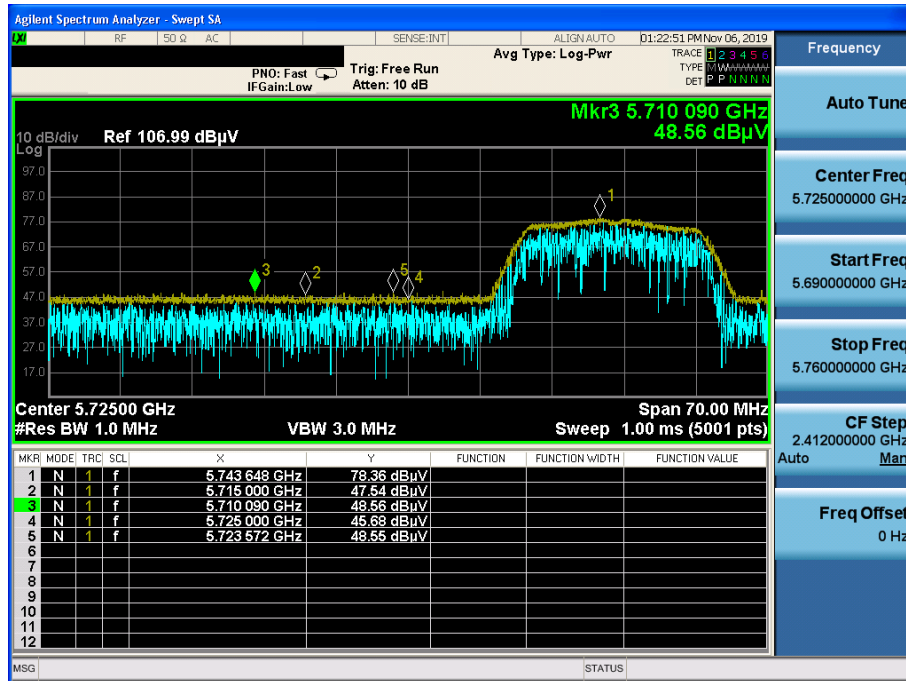 Agilent Spectrum Analyzer - Swept SA
LXI RF 50 Ω AC SENSE:INT ALIGN AUTO 01:22:51 PM Nov 06, 2019
Frequency
Avg Type: Log-Pwr TRACE 1 2 3 4 5 6
PNO: Fast Trig: Free Run TYPE M W W W W W
IFGain:Low Atten: 10 dB DET P P N N N N
Auto Tune
Mkr3 5.710 090 GHz
10 dB/div Ref 106.99 dBµV 48.56 dBµV
Log
97.0
87.0
77.0
67.0
57.0
47.0
37.0
27.0
17.0
1
3
2
5
4
Center Freq
5.725000000 GHz
Start Freq
5.690000000 GHz
Stop Freq
5.760000000 GHz
Center 5.72500 GHz Span 70.00 MHz
#Res BW 1.0 MHz VBW 3.0 MHz Sweep 1.00 ms (5001 pts)
CF Step
2.412000000 GHz
Auto Man
MKR MODE TRC SCL X Y FUNCTION FUNCTION WIDTH FUNCTION VALUE
1 N 1 f 5.743 648 GHz 78.36 dBµV
2 N 1 f 5.715 000 GHz 47.54 dBµV
3 N 1 f 5.710 090 GHz 48.56 dBµV
4 N 1 f 5.725 000 GHz 45.68 dBµV
5 N 1 f 5.723 572 GHz 48.55 dBµV
6
7
8
9
10
11
12
Freq Offset
0 Hz
MSG STATUS